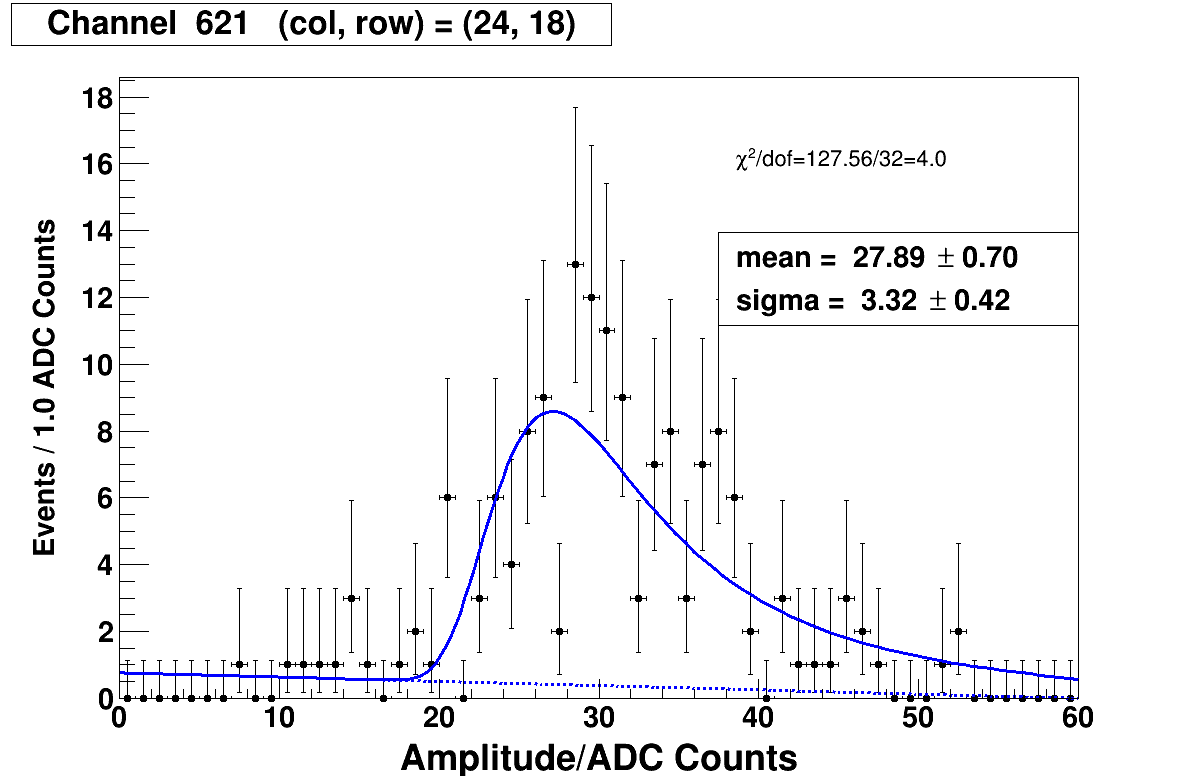 Channel 621 (col, row) = (24, 18)
18
16
14
12
10
8
6
4
2
0
Events / 1.0 ADC Counts
χ²/dof=127.56/32=4.0
mean = 27.89 ± 0.70
sigma = 3.32 ± 0.42
0 10 20 30 40 50 60
Amplitude/ADC Counts